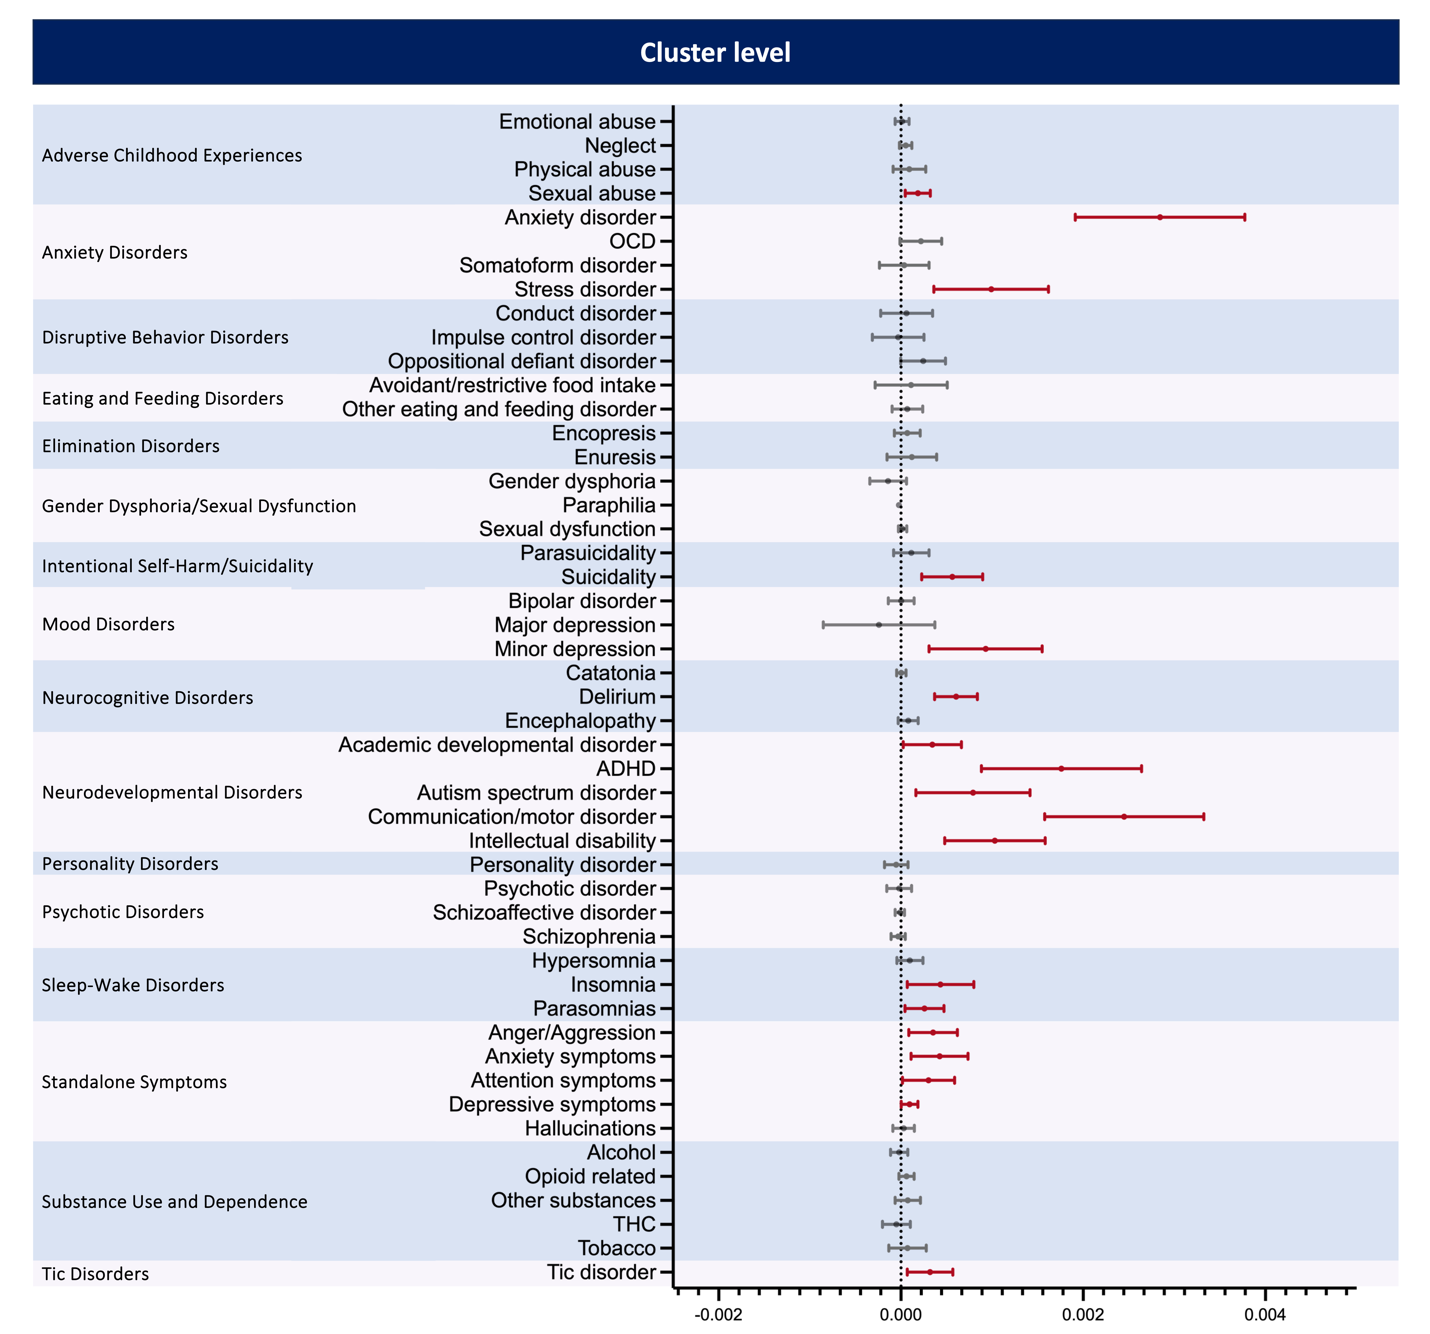 Cluster level
Adverse Childhood Experiences
Emotional abuse
Neglect
Physical abuse
Sexual abuse
Anxiety Disorders
Anxiety disorder
OCD
Somatoform disorder
Stress disorder
Disruptive Behavior Disorders
Conduct disorder
Impulse control disorder
Oppositional defiant disorder
Eating and Feeding Disorders
Avoidant/restrictive food intake
Other eating and feeding disorder
Elimination Disorders
Encopresis
Enuresis
Gender Dysphoria/Sexual Dysfunction
Gender dysphoria
Paraphilia
Sexual dysfunction
Intentional Self-Harm/Suicidality
Parasuicidality
Suicidality
Mood Disorders
Bipolar disorder
Major depression
Minor depression
Neurocognitive Disorders
Catatonia
Delirium
Encephalopathy
Neurodevelopmental Disorders
Academic developmental disorder
ADHD
Autism spectrum disorder
Communication/motor disorder
Intellectual disability
Personality Disorders
Personality disorder
Psychotic Disorders
Psychotic disorder
Schizoaffective disorder
Schizophrenia
Sleep-Wake Disorders
Hypersomnia
Insomnia
Parasomnias
Standalone Symptoms
Anger/Aggression
Anxiety symptoms
Attention symptoms
Depressive symptoms
Hallucinations
Substance Use and Dependence
Alcohol
Opioid related
Other substances
THC
Tobacco
Tic Disorders
Tic disorder
-0.002 0.000 0.002 0.004